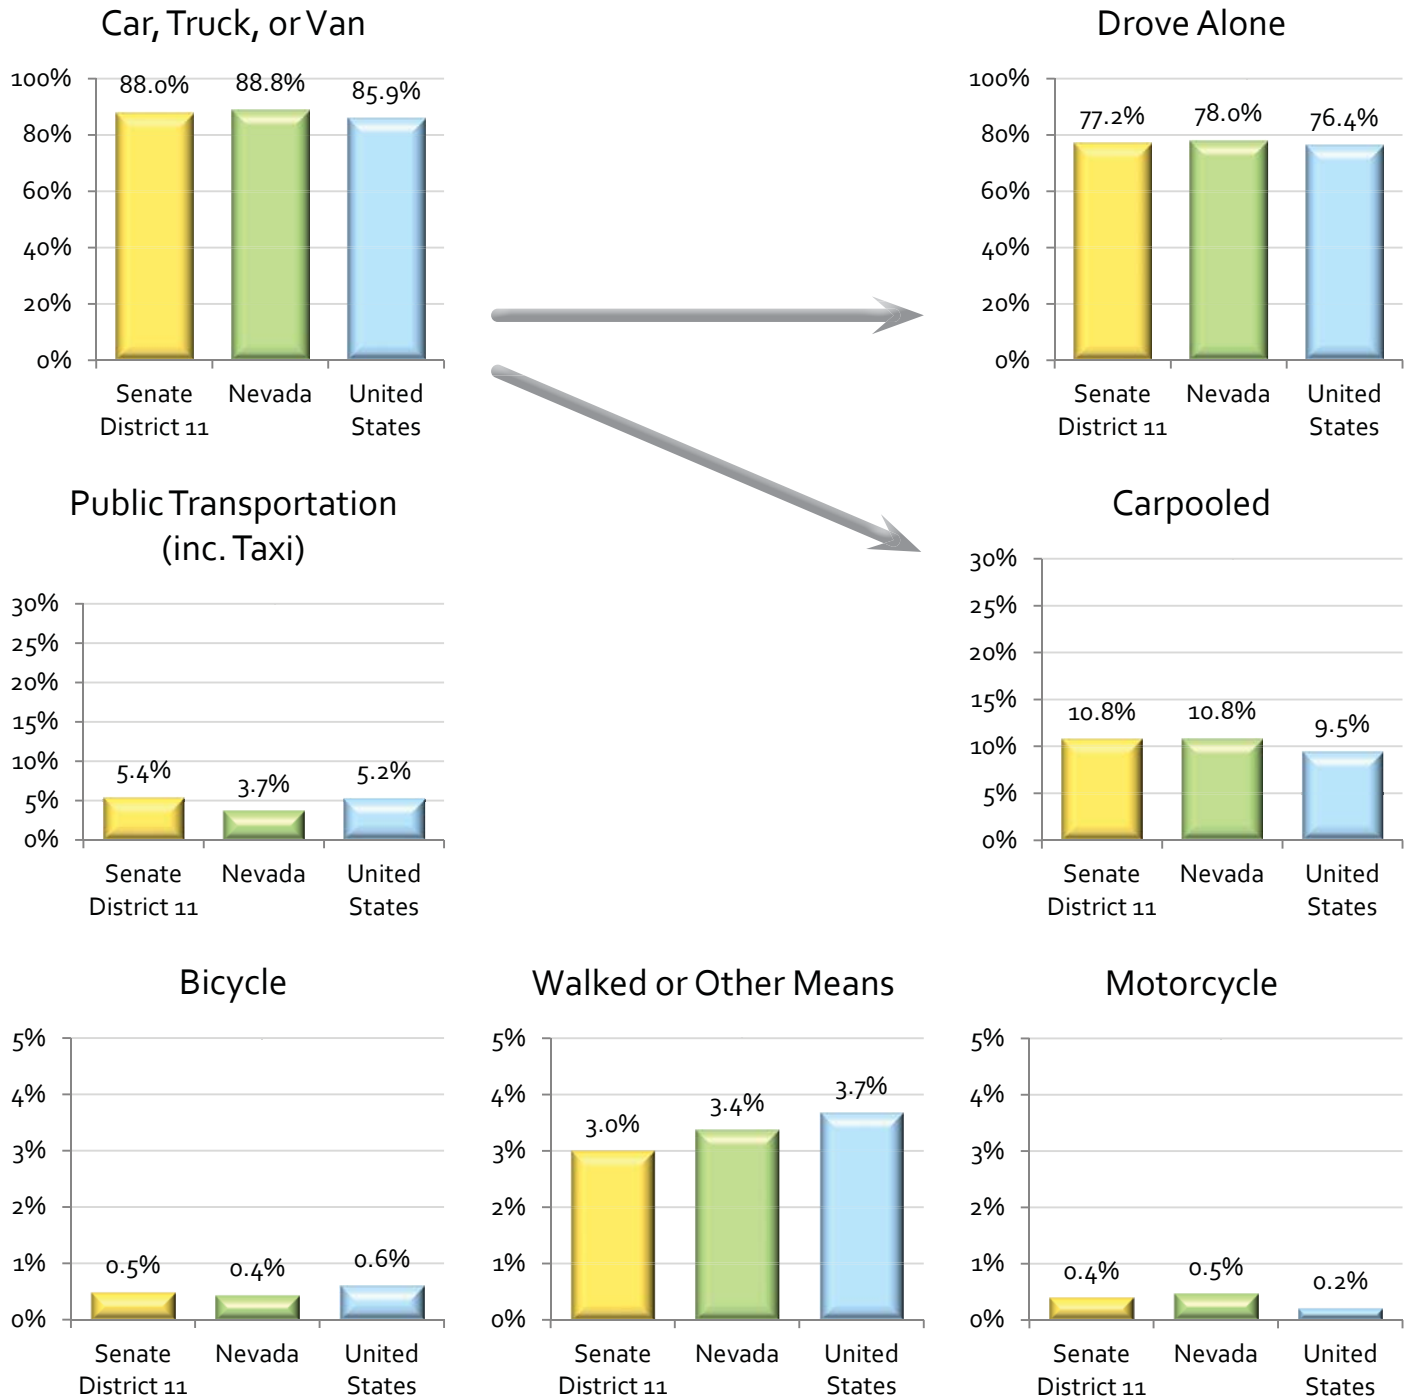 Car, Truck, or Van
100%
80%
60%
40%
20%
0%
88.0%
88.8%
85.9%
Senate
District 11
Nevada
United
States
Drove Alone
100%
80%
60%
40%
20%
0%
77.2%
78.0%
76.4%
Senate
District 11
Nevada
United
States
Public Transportation
(inc. Taxi)
30%
25%
20%
15%
10%
5%
0%
5.4%
3.7%
5.2%
Senate
District 11
Nevada
United
States
Carpooled
30%
25%
20%
15%
10%
5%
0%
10.8%
10.8%
9.5%
Senate
District 11
Nevada
United
States
Bicycle
5%
4%
3%
2%
1%
0%
0.5%
0.4%
0.6%
Senate
District 11
Nevada
United
States
Walked or Other Means
5%
4%
3%
2%
1%
0%
3.0%
3.4%
3.7%
Senate
District 11
Nevada
United
States
Motorcycle
5%
4%
3%
2%
1%
0%
0.4%
0.5%
0.2%
Senate
District 11
Nevada
United
States